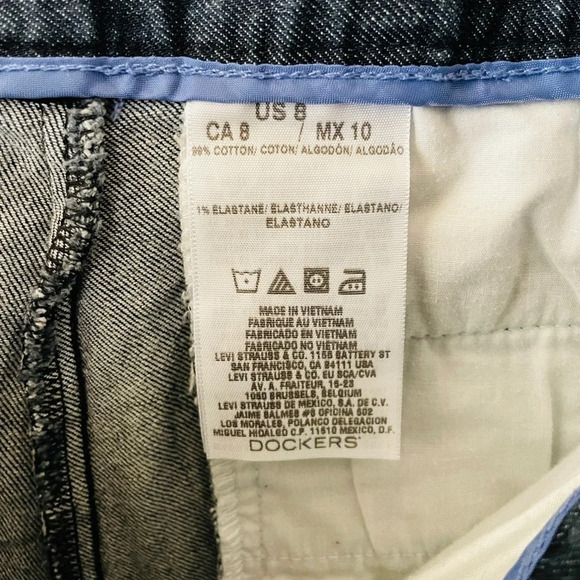 US 8
CA 8 / MX 10
99% COTTON/ COTON/ ALGODÓN/ ALGODÃO
1% ELASTANE/ ELASTHANNE/ ELASTANO/
ELASTANO
MADE IN VIETNAM
FABRIQUE AU VIETNAM
FABRICADO EN VIETNAM
FABRICADO NO VIETNAM
LEVI STRAUSS & CO. 1155 BATTERY ST
SAN FRANCISCO, CA 94111 USA
LEVI STRAUSS & CO. EU SCA/CVA
AV. A. FRAITEUR, 15-23
1050 BRUSSELS, BELGIUM
LEVI STRAUSS DE MEXICO, S.A. DE C.V.
JAIME BALMES #8 OFICINA 502
LOS MORALES, POLANCO DELEGACION
MIGUEL HIDALGO C.P. 11510 MEXICO, D.F.
DOCKERS